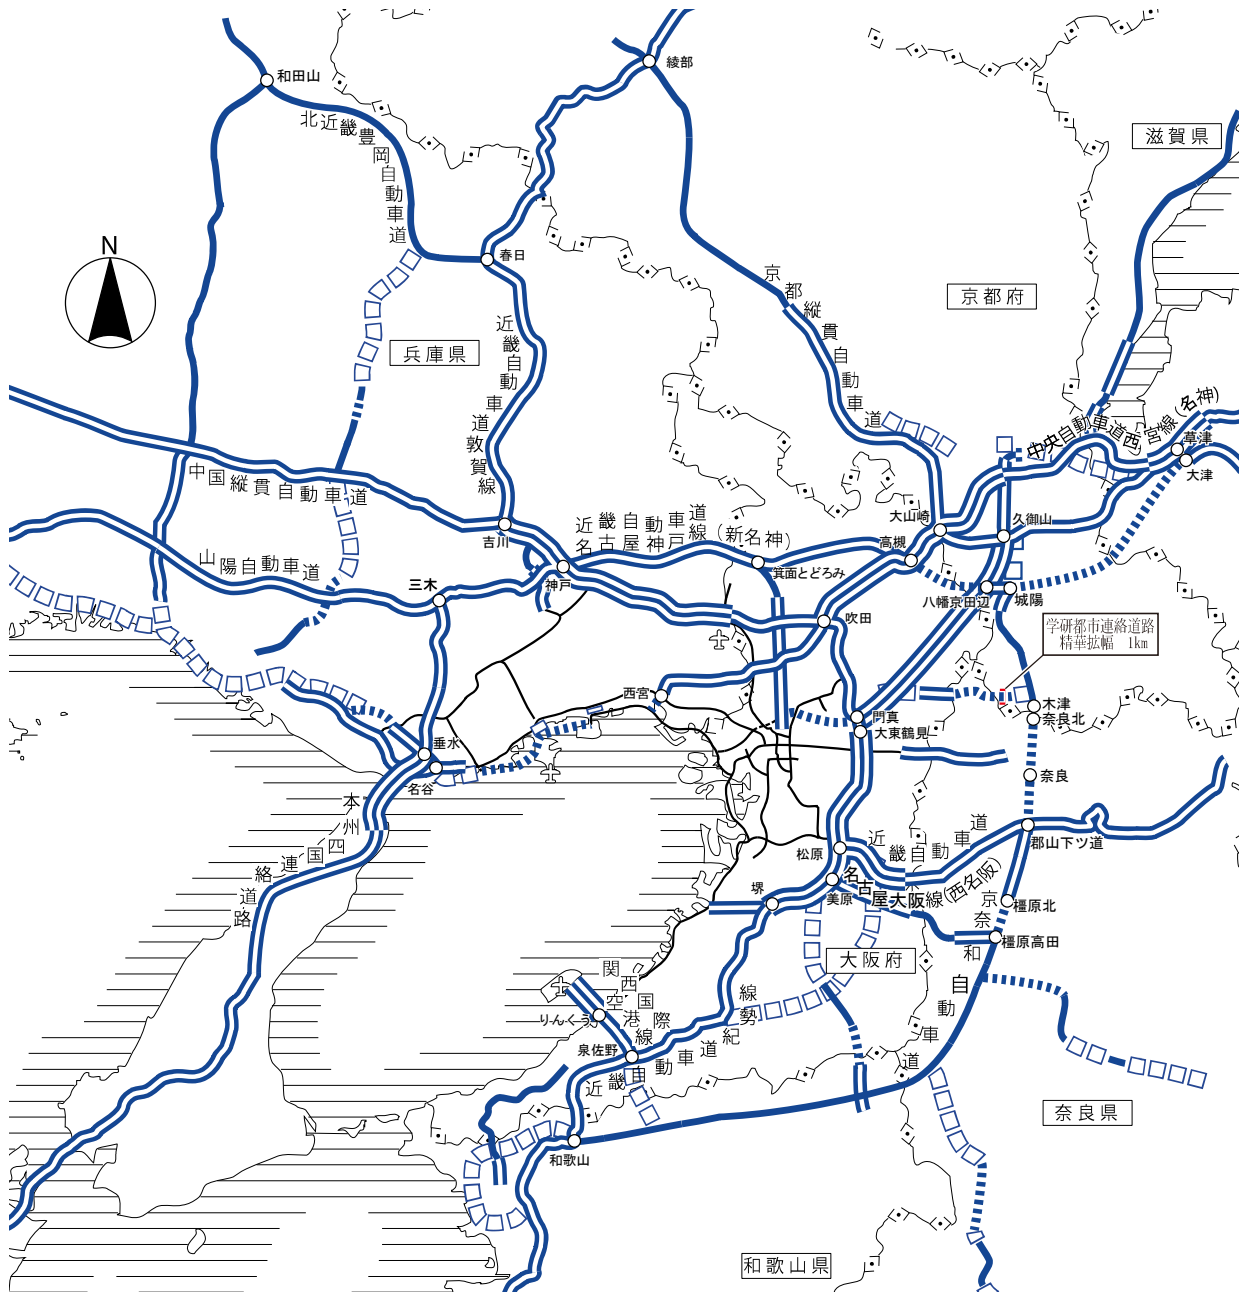 綾部
和田山
北近畿豊岡自動車道
滋賀県
N
春日
京都府
京都縦貫自動車道
兵庫県
近畿自動車道敦賀線
中央自動車道西宮線(名神)
草津
大津
中国縦貫自動車道
吉川
近畿自動車道
名古屋神戸線(新名神)
大山崎
久御山
高槻
山陽自動車道
三木
神戸
箕面とどろみ
八幡京田辺
城陽
吹田
学研都市連絡道路
精華拡幅 1km
西宮
木津
奈良北
門真
大東鶴見
垂水
名谷
奈良
本州四国連絡道路
近畿自動車道
名古屋大阪線(西名阪)
郡山下ツ道
松原
堺
美原
橿原北
京奈和自動車道
橿原高田
大阪府
関西国際空港線
りんくう
泉佐野
近畿自動車道紀勢線
奈良県
和歌山
和歌山県